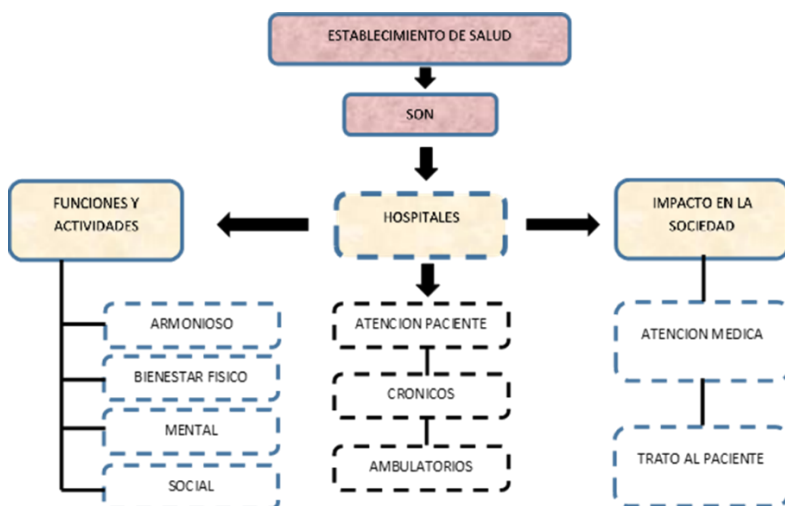 ESTABLECIMIENTO DE SALUD
SON
FUNCIONES Y
ACTIVIDADES
HOSPITALES
IMPACTO EN LA
SOCIEDAD
ARMONIOSO
BIENESTAR FISICO
MENTAL
SOCIAL
ATENCION PACIENTE
CRONICOS
AMBULATORIOS
ATENCION MEDICA
TRATO AL PACIENTE